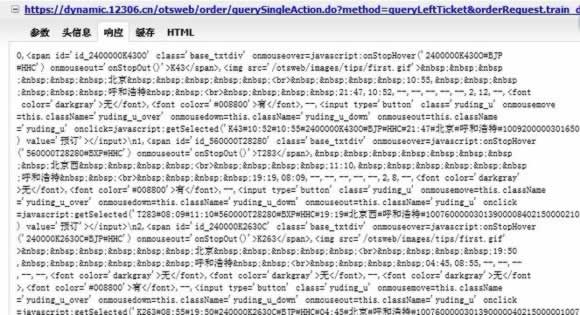 https://dynamic.12306.cn/otsweb/order/querySingleAction.do?method=queryLeftTicket&orderRequest.train_d
参数 头信息 响应 缓存 HTML
0,<span id='id_2400000K4300' class='base_txtdiv' onmouseover=javascript:onStopHover('2400000K4300#BJP
#HHC') onmouseout='onStopOut()'>K43</span>,<img src='/otsweb/images/tips/first.gif'>&nbsp;&nbsp;&nbsp
;&nbsp;&nbsp;北京&nbsp;&nbsp;&nbsp;&nbsp;<br>&nbsp;&nbsp;&nbsp;&nbsp;10:55,&nbsp;&nbsp;&nbsp
;&nbsp;呼和浩特&nbsp;&nbsp;&nbsp;<br>&nbsp;&nbsp;&nbsp;&nbsp;21:47,10:52,--,--,--,--,--,2,12,--,<font
color='darkgray'>无</font>,<font color='#008800'>有</font>,--,<input type='button' class='yuding_u' onmousemove
=this.className='yuding_u_over' onmousedown=this.className='yuding_u_down' onmouseout=this.className
='yuding_u' onclick=javascript:getSelected('K43#10:52#10:55#2400000K4300#BJP#HHC#21:47#北京#呼和浩特#1009200000301650
) value='预订'></input>\n1,<span id='id_560000T28280' class='base_txtdiv' onmouseover=javascript:onStopHover
('560000T28280#BXP#HHC') onmouseout='onStopOut()'>T283</span>,&nbsp;&nbsp;&nbsp;&nbsp;&nbsp
;北京西&nbsp;&nbsp;&nbsp;&nbsp;<br>&nbsp;&nbsp;&nbsp;&nbsp;11:10,&nbsp;&nbsp;&nbsp;&nbsp
;呼和浩特&nbsp;<br>&nbsp;&nbsp;&nbsp;&nbsp;19:19,08:09,--,--,--,--,2,8,--,<font color='darkgray'
>无</font>,<font color='#008800'>有</font>,--,<input type='button' class='yuding_u' onmousemove=this.className
='yuding_u_over' onmousedown=this.className='yuding_u_down' onmouseout=this.className='yuding_u' onclick
=javascript:getSelected('T283#08:09#11:10#560000T28280#BXP#HHC#19:19#北京西#呼和浩特#10076000003013900008402150000210
) value='预订'></input>\n2,<span id='id_240000K2630C' class='base_txtdiv' onmouseover=javascript:onStopHover
('240000K2630C#BJP#HHC') onmouseout='onStopOut()'>K263</span>,<img src='/otsweb/images/tips/first.gif'
>&nbsp;&nbsp;&nbsp;&nbsp;&nbsp;北京&nbsp;&nbsp;&nbsp;&nbsp;<br>&nbsp;&nbsp;&nbsp;&nbsp;19:50
,&nbsp;&nbsp;&nbsp;&nbsp;呼和浩特&nbsp;&nbsp;&nbsp;<br>&nbsp;&nbsp;&nbsp;&nbsp;04:45,08:55,--,--,--
,--,--,<font color='darkgray'>无</font>,<font color='darkgray'>无</font>,--,<font color='darkgray'>无</font
>,<font color='#008800'>有</font>,--,<input type='button' class='yuding_u' onmousemove=this.className
='yuding_u_over' onmousedown=this.className='yuding_u_down' onmouseout=this.className='yuding_u' onclick
=javascript:getSelected('K263#08:55#19:50#240000K2630C#BJP#HHC#04:45#北京#呼和浩特#10076000003013900004082150000100